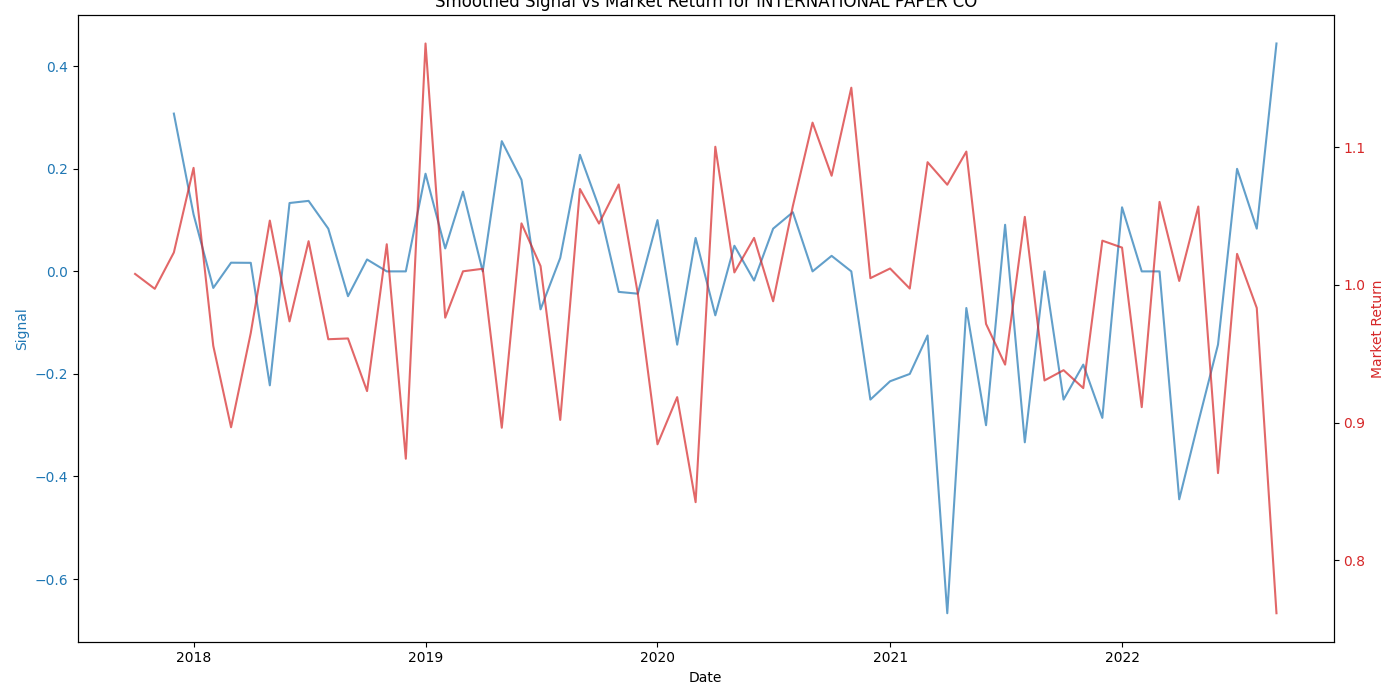 Smoothed Signal vs Market Return for INTERNATIONAL PAPER CO
0.4
0.2
0.0
−0.2
−0.4
−0.6
Signal
1.1
1.0
0.9
0.8
Market Return
2018 2019 2020 2021 2022
Date